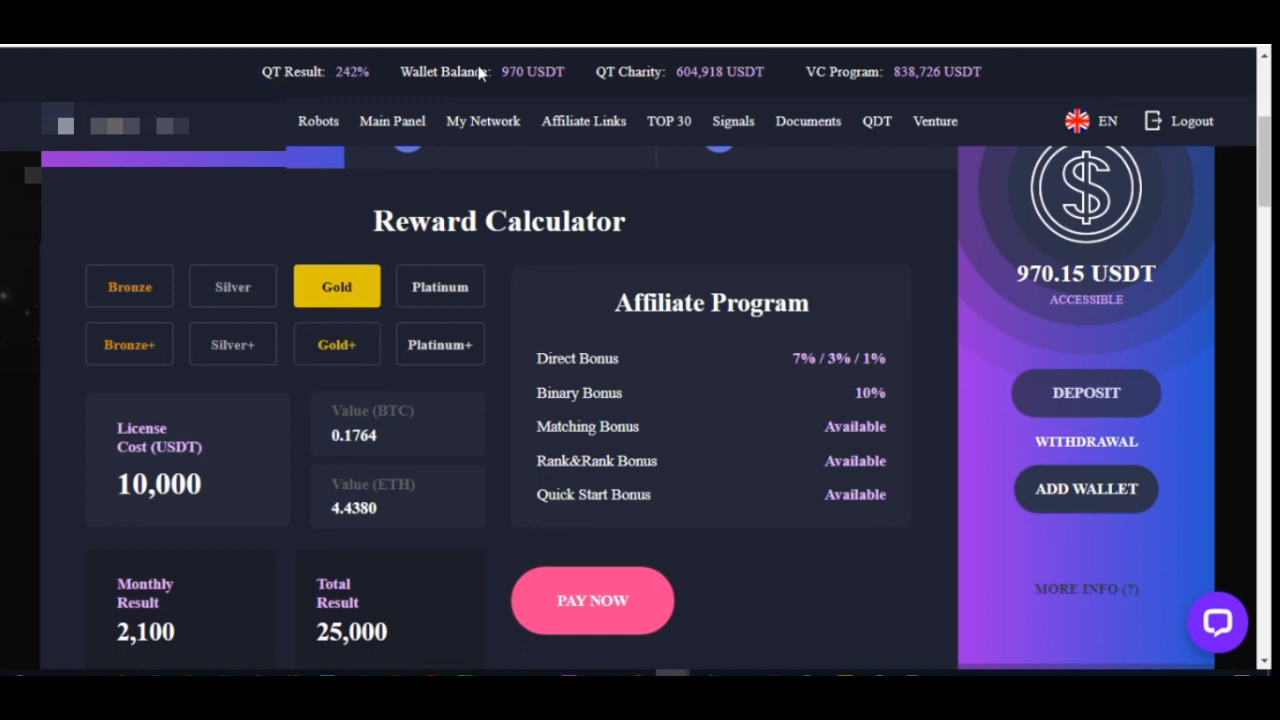 QT Result: 242% Wallet Balance: 970 USDT QT Charity: 604,918 USDT VC Program: 838,726 USDT
Robots Main Panel My Network Affiliate Links TOP 30 Signals Documents QDT Venture EN Logout
Reward Calculator
Bronze Silver Gold Platinum
Bronze+ Silver+ Gold+ Platinum+
License
Cost (USDT)
10,000
Value (BTC)
0.1764
Value (ETH)
4.4380
Monthly
Result
2,100
Total
Result
25,000
Affiliate Program
Direct Bonus 7% / 3% / 1%
Binary Bonus 10%
Matching Bonus Available
Rank&Rank Bonus Available
Quick Start Bonus Available
PAY NOW
970.15 USDT
ACCESSIBLE
DEPOSIT
WITHDRAWAL
ADD WALLET
MORE INFO (?)